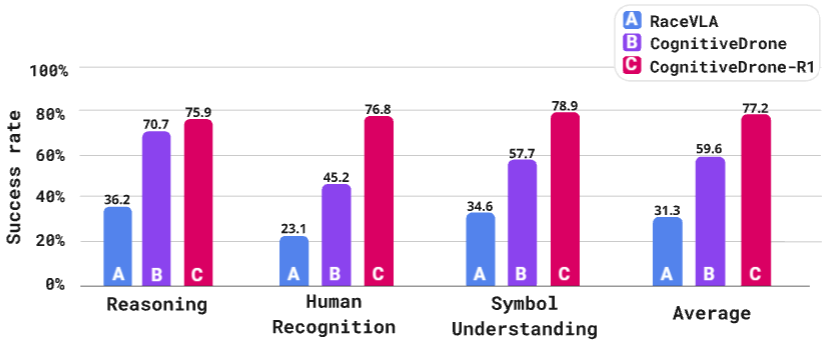 A RaceVLA
B CognitiveDrone
C CognitiveDrone-R1
Success rate
100%
80%
60%
40%
20%
0%
36.2
70.7
75.9
23.1
45.2
76.8
34.6
57.7
78.9
31.3
59.6
77.2
A B C A B C A B C A B C
Reasoning
Human
Recognition
Symbol
Understanding
Average